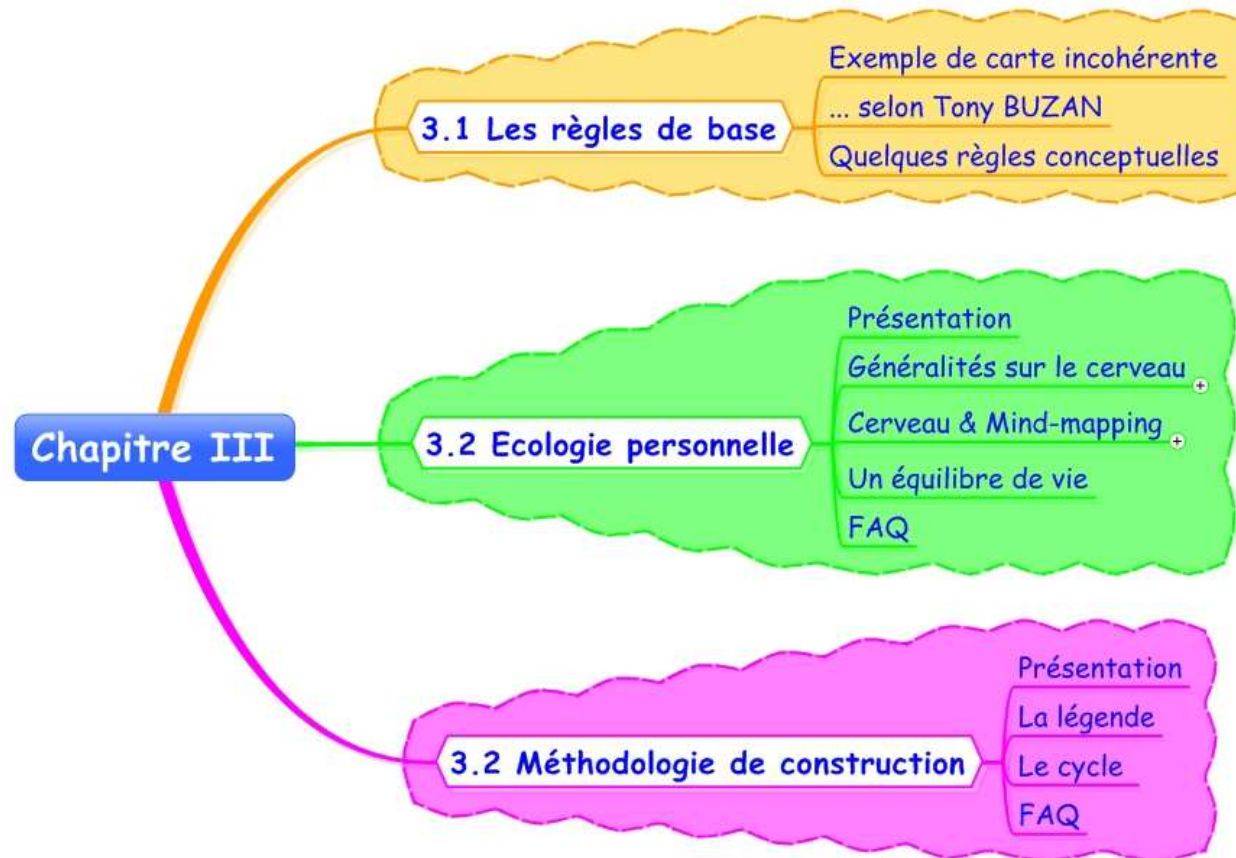 Chapitre III
3.1 Les règles de base
Exemple de carte incohérente
... selon Tony BUZAN
Quelques règles conceptuelles
3.2 Ecologie personnelle
Présentation
Généralités sur le cerveau
Cerveau & Mind-mapping
Un équilibre de vie
FAQ
3.2 Méthodologie de construction
Présentation
La légende
Le cycle
FAQ